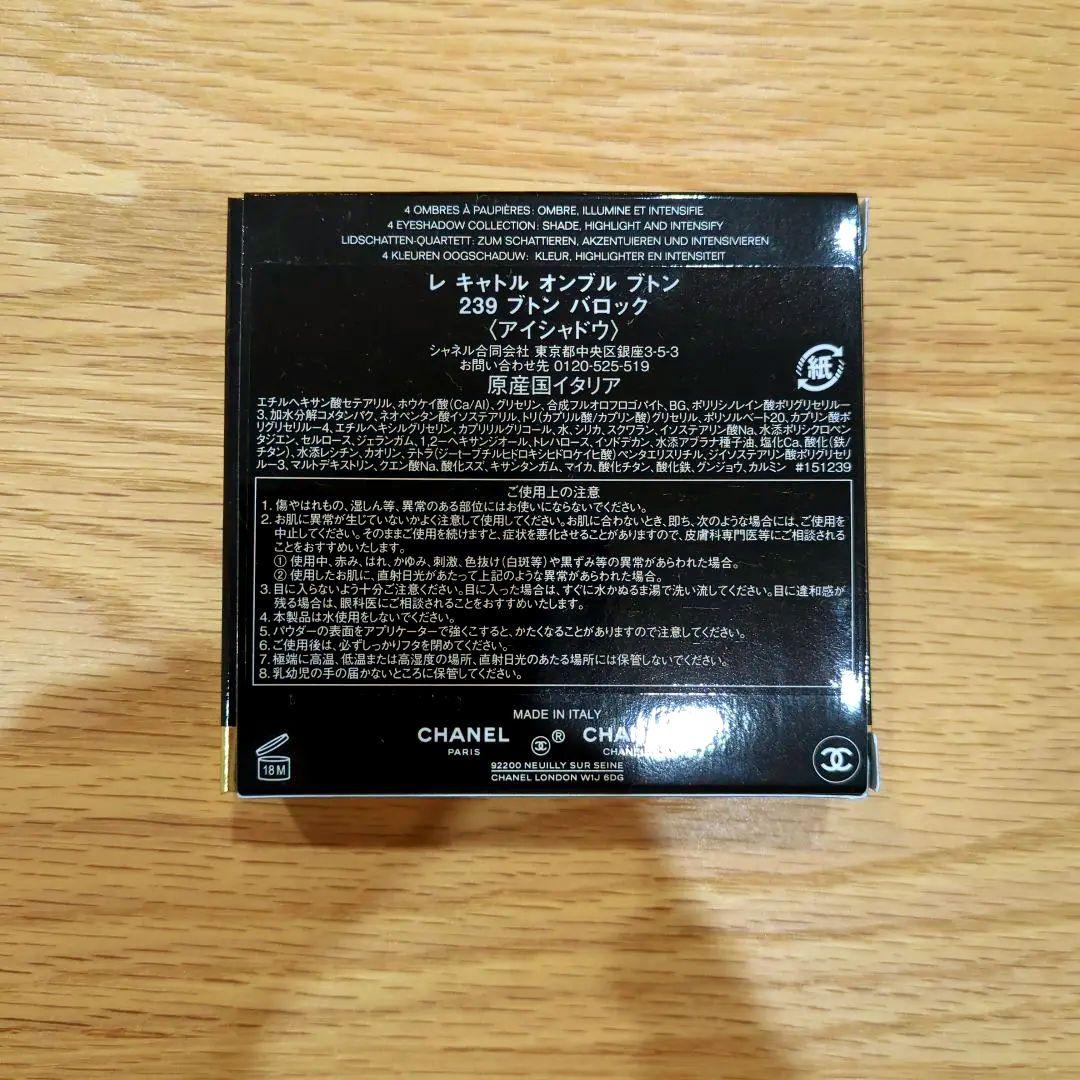 4 OMBRES À PAUPIÈRES: OMBRE, ILLUMINE ET INTENSIFIE
4 EYESHADOW COLLECTION: SHADE, HIGHLIGHT AND INTENSIFY
LIDSCHATTEN-QUARTETT: ZUM SCHATTIEREN, AKZENTUIEREN UND INTENSIVIEREN
4 KLEUREN OOGSCHADUW: KLEUR, HIGHLIGHTER EN INTENSITEIT
レ キャトル オンブル ブトン
239 ブトン バロック
〈アイシャドウ〉
シャネル合同会社 東京都中央区銀座3-5-3
お問い合わせ先 0120-525-519
原産国イタリア
紙
エチルヘキサン酸セテアリル、ホウケイ酸(Ca/Al)、グリセリン、合成フルオロフロゴパイト、BG、ポリリシノレイン酸ポリグリセリル-
3、加水分解コメタンパク、ネオペンタン酸イソステアリル、トリ(カプリル酸/カプリン酸)グリセリル、ポリソルベート20、カプリン酸ポ
リグリセリル-4、エチルヘキシルグリセリン、カプリリルグリコール、水、シリカ、スクワラン、イソステアリン酸Na、水添ポリシクロペン
タジエン、セルロース、ジェランガム、1,2-ヘキサンジオール、トレハロース、イソドデカン、水添アブラナ種子油、塩化Ca、酸化(鉄/
チタン)、水添レシチン、カオリン、テトラ(ジ-t-ブチルヒドロキシヒドロケイヒ酸)ペンタエリスリチル、ジイソステアリン酸ポリグリセ
リル-3、マルトデキストリン、クエン酸Na、酸化スズ、キサンタンガム、マイカ、酸化チタン、酸化鉄、グンジョウ、カルミン #151239
ご使用上の注意
1. 傷やはれもの、湿しん等、異常のある部位にはお使いにならないでください。
2. お肌に異常が生じていないかよく注意して使用してください。お肌に合わないとき、即ち、次のような場合には、ご使用を
中止してください。そのままご使用を続けますと、症状を悪化させることがありますので、皮膚科専門医等にご相談される
ことをおすすめいたします。
① 使用中、赤み、はれ、かゆみ、刺激、色抜け(白斑等)や黒ずみ等の異常があらわれた場合。
② 使用したお肌に、直射日光があたって上記のような異常があらわれた場合。
3. 目に入らないよう十分ご注意ください。目に入った場合は、すぐに水かぬるま湯で洗い流してください。目に違和感が
残る場合は、眼科医にご相談されることをおすすめいたします。
4. 本製品は水使用をしないでください。
5. パウダーの表面をアプリケーターで強くこすると、かたくなることがありますので注意してください。
6. ご使用後は、必ずしっかりフタを閉めてください。
7. 極端に高温、低温または高湿度の場所、直射日光のあたる場所には保管しないでください。
8. 乳幼児の手の届かないところに保管してください。
MADE IN ITALY
CHANEL ®
PARIS
92200 NEUILLY SUR SEINE
CHANEL LONDON W1J 6DG
18 M